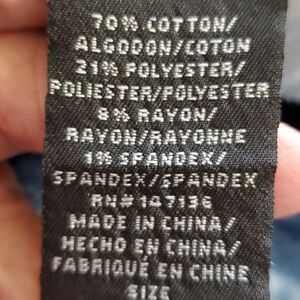 70% COTTON/
ALGODON/COTON
21% POLYESTER/
POLIESTER/POLYESTER
8% RAYON/
RAYON/RAYONNE
1% SPANDEX/
SPANDEX/SPANDEX
RN#147136
MADE IN CHINA/
HECHO EN CHINA/
FABRIQUÉ EN CHINE
SIZE